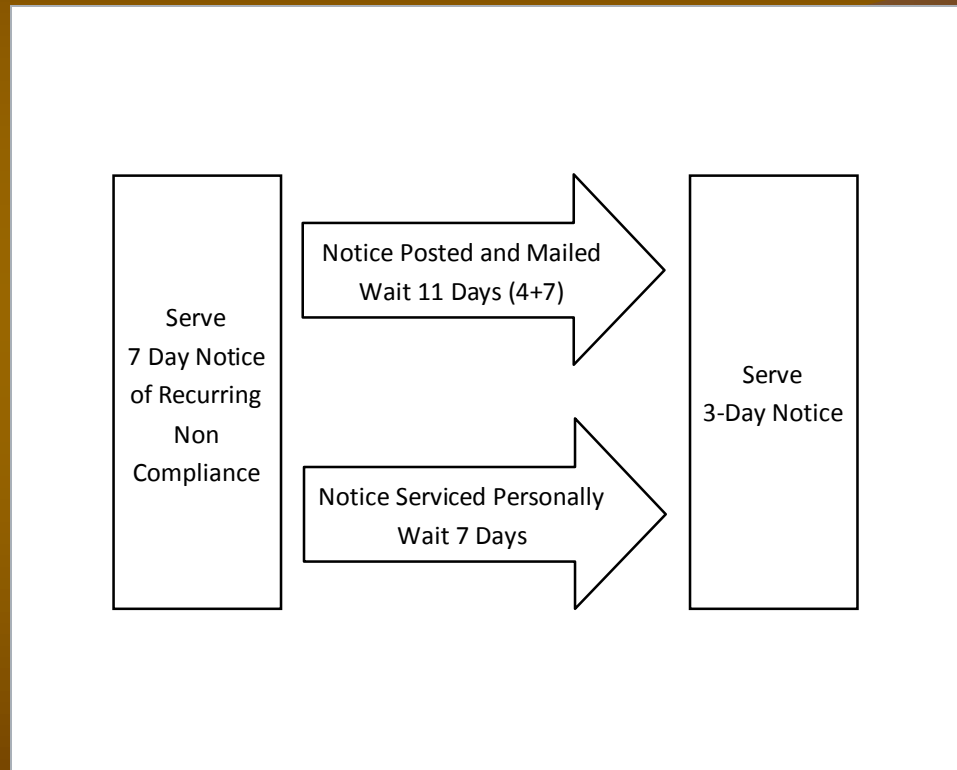 Serve
7 Day Notice
of Recurring
Non
Compliance
Notice Posted and Mailed
Wait 11 Days (4+7)
Notice Serviced Personally
Wait 7 Days
Serve
3-Day Notice